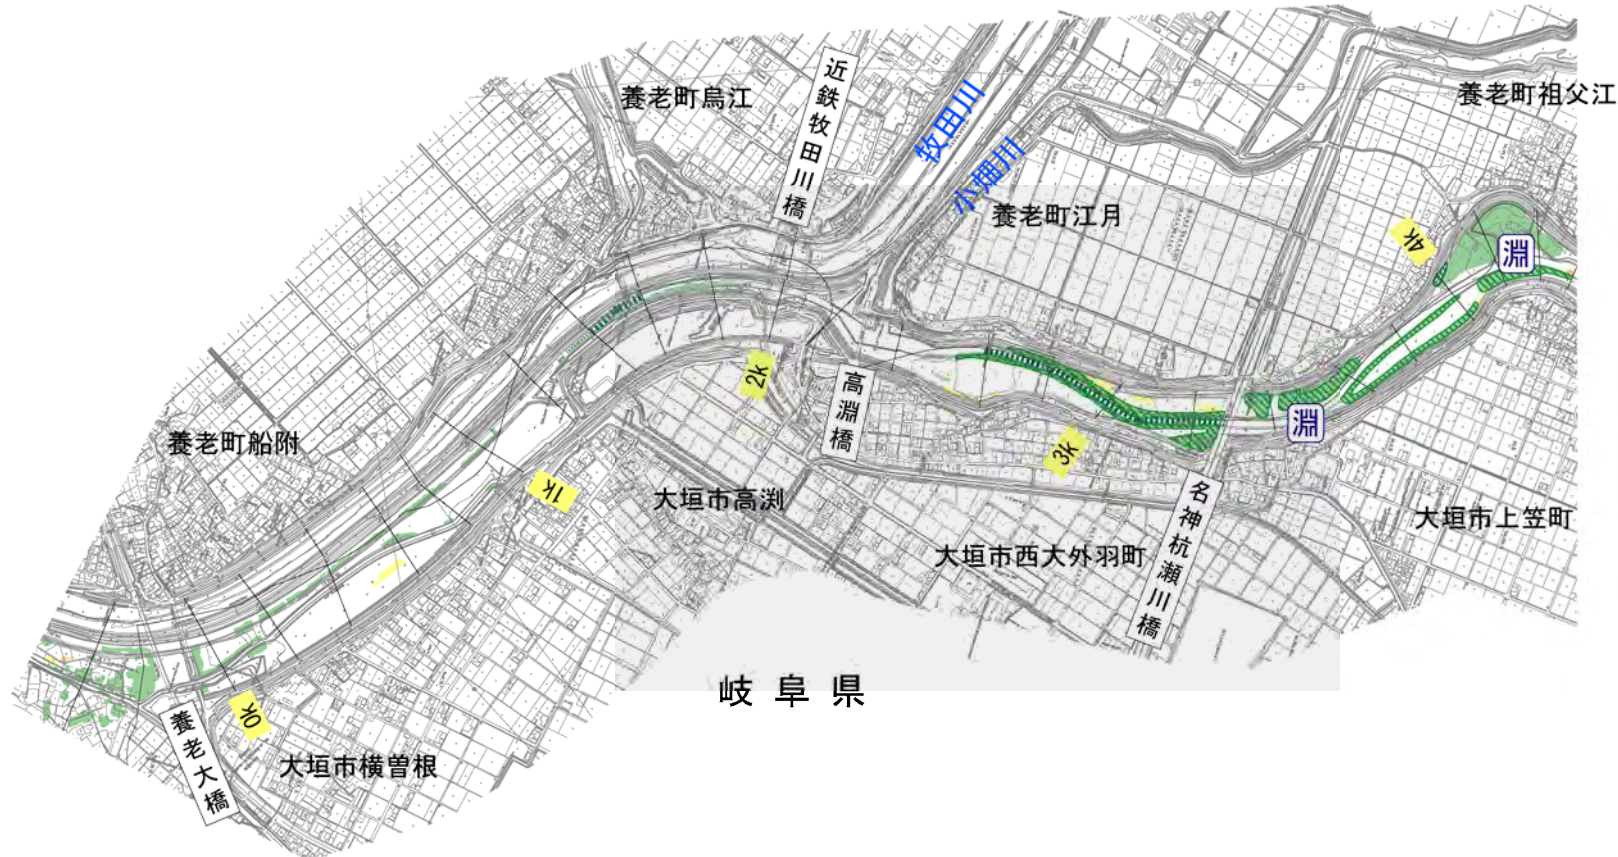 養老町烏江
近鉄牧田川橋
牧田川
小畑川
養老町祖父江
養老町江月
4k
淵
2k
高淵橋
3k
淵
養老町船附
1k
大垣市高渕
名神杭瀬川橋
大垣市上笠町
大垣市西大外羽町
岐阜県
0k
養老大橋
大垣市横曽根